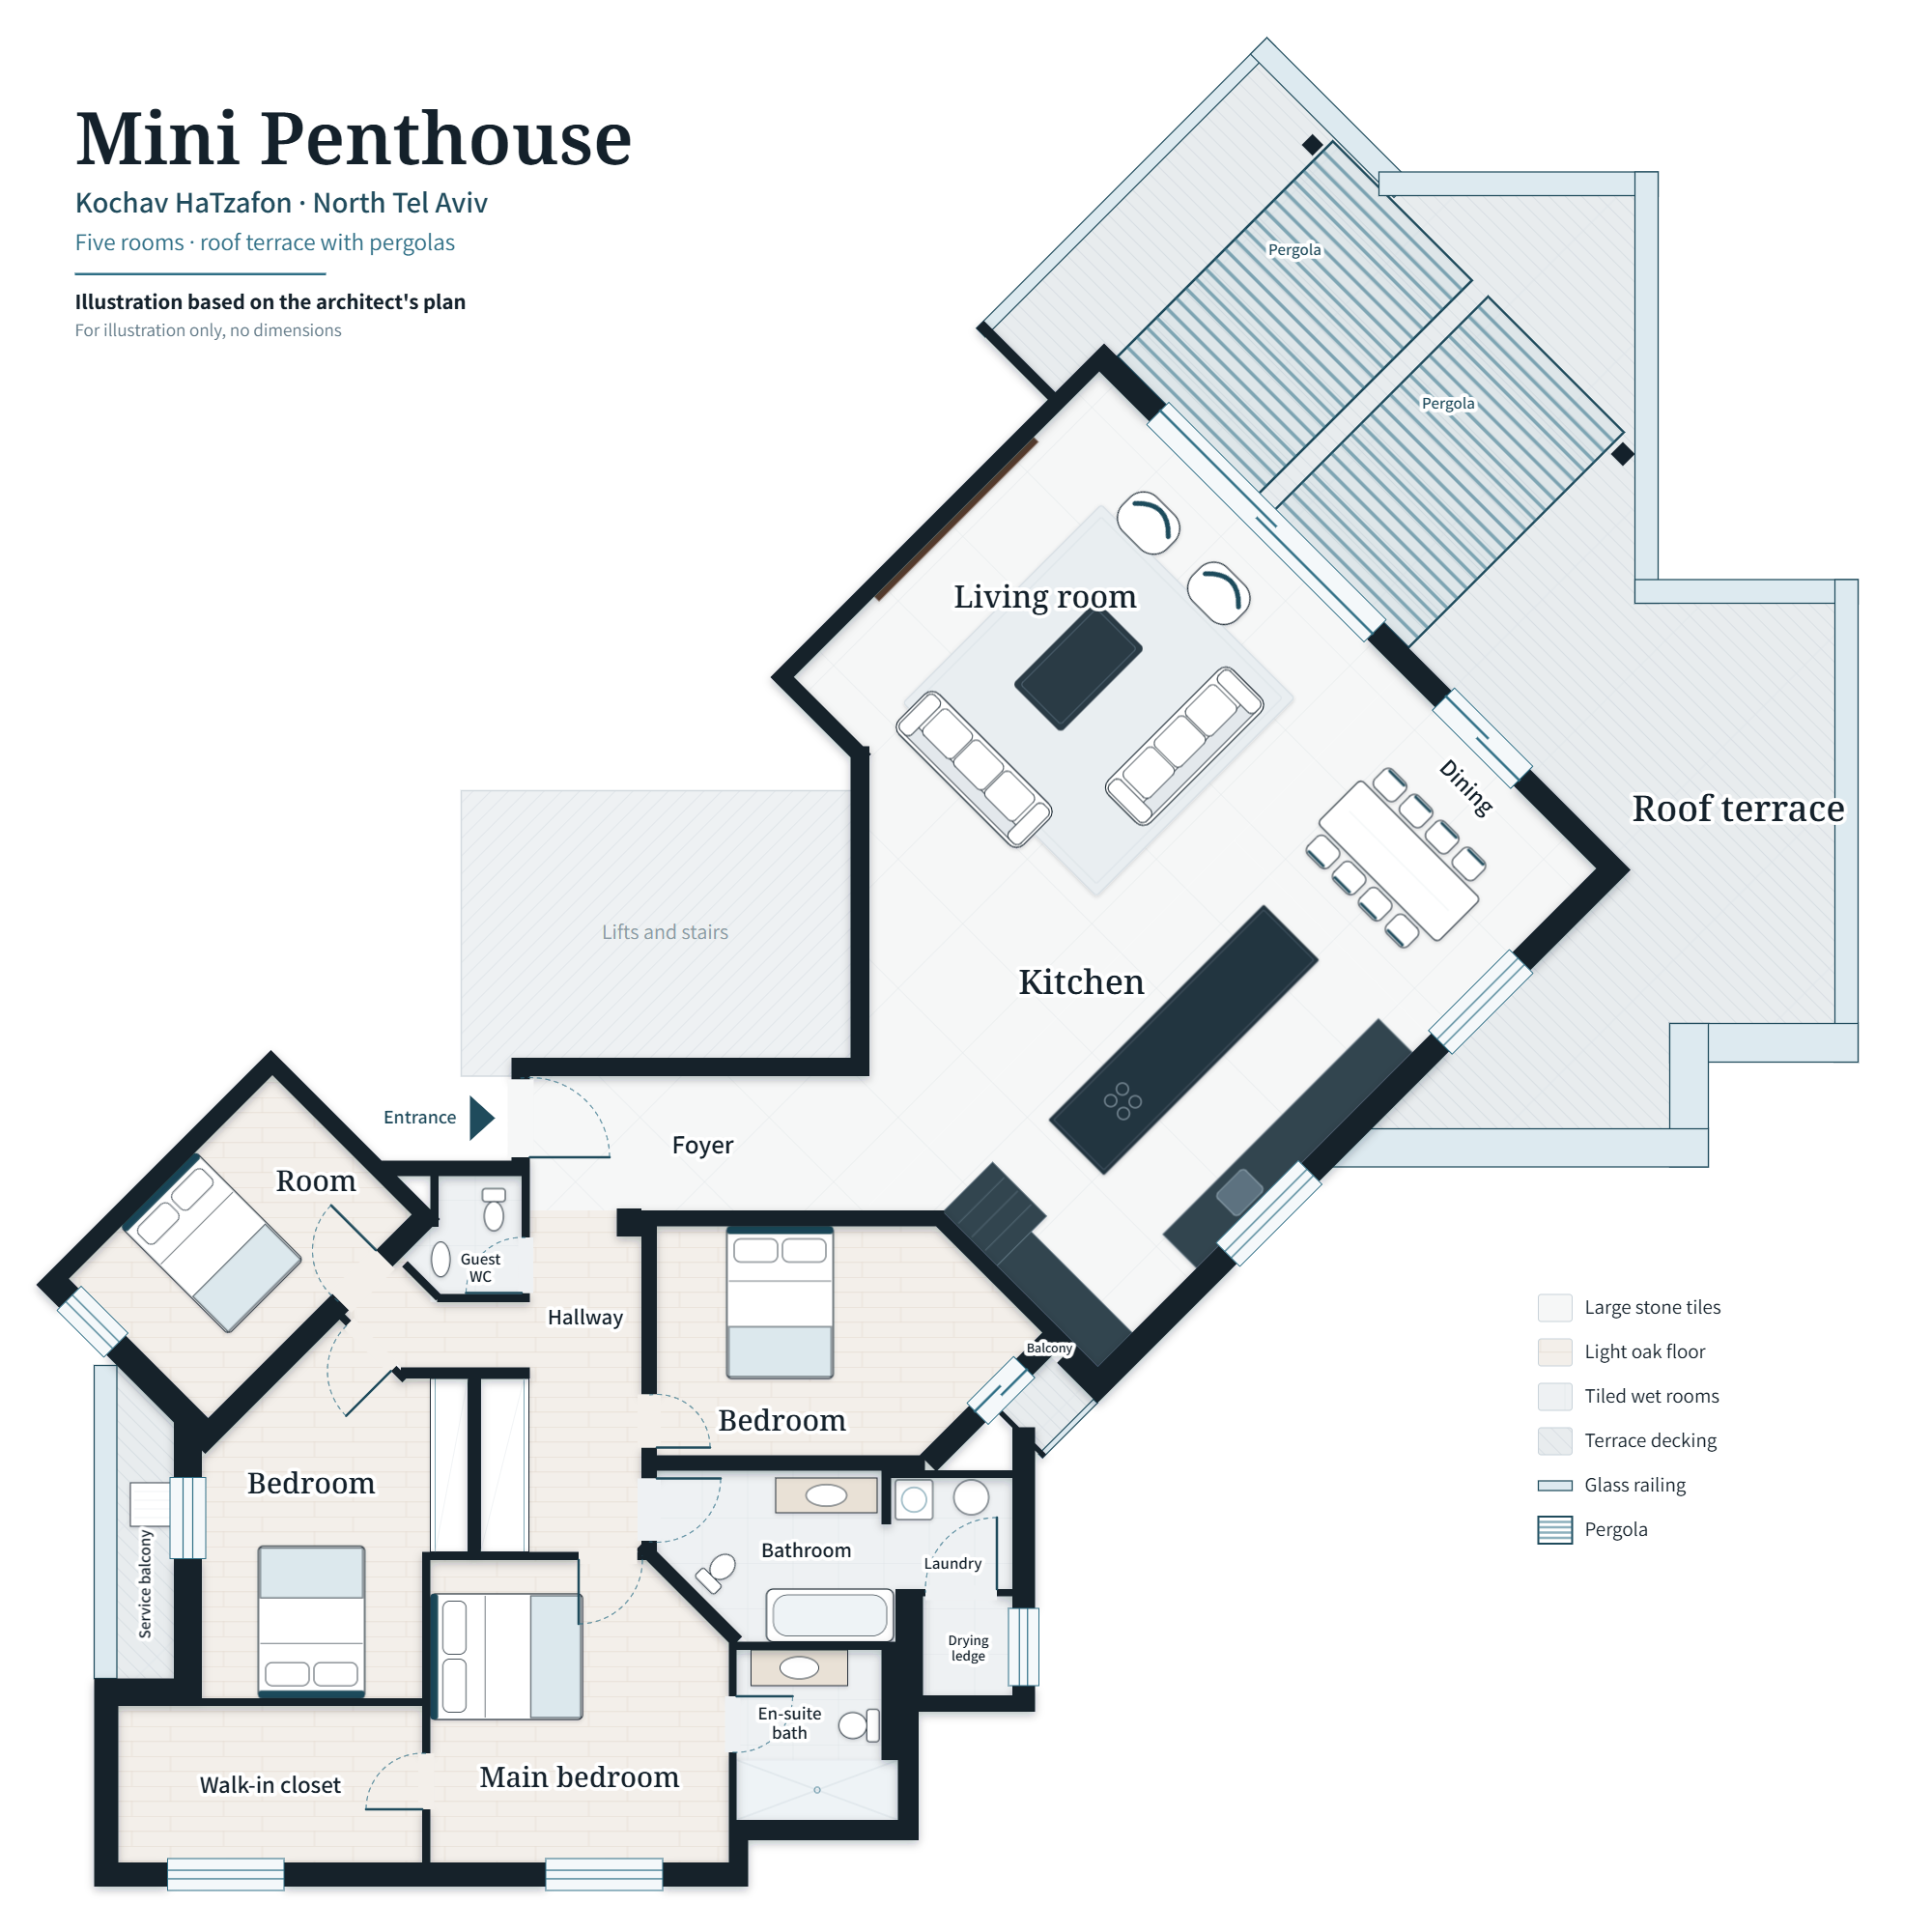 Mini Penthouse
Kochav HaTzafon · North Tel Aviv
Five rooms · roof terrace with pergolas
Illustration based on the architect's plan
For illustration only, no dimensions
Pergola
Pergola
Living room
Dining
Roof terrace
Lifts and stairs
Kitchen
Entrance
Foyer
Room
Guest
WC
Hallway
Balcony
Bedroom
Bedroom
Service balcony
Bathroom
Laundry
Drying
ledge
En-suite
bath
Walk-in closet
Main bedroom
Large stone tiles
Light oak floor
Tiled wet rooms
Terrace decking
Glass railing
Pergola